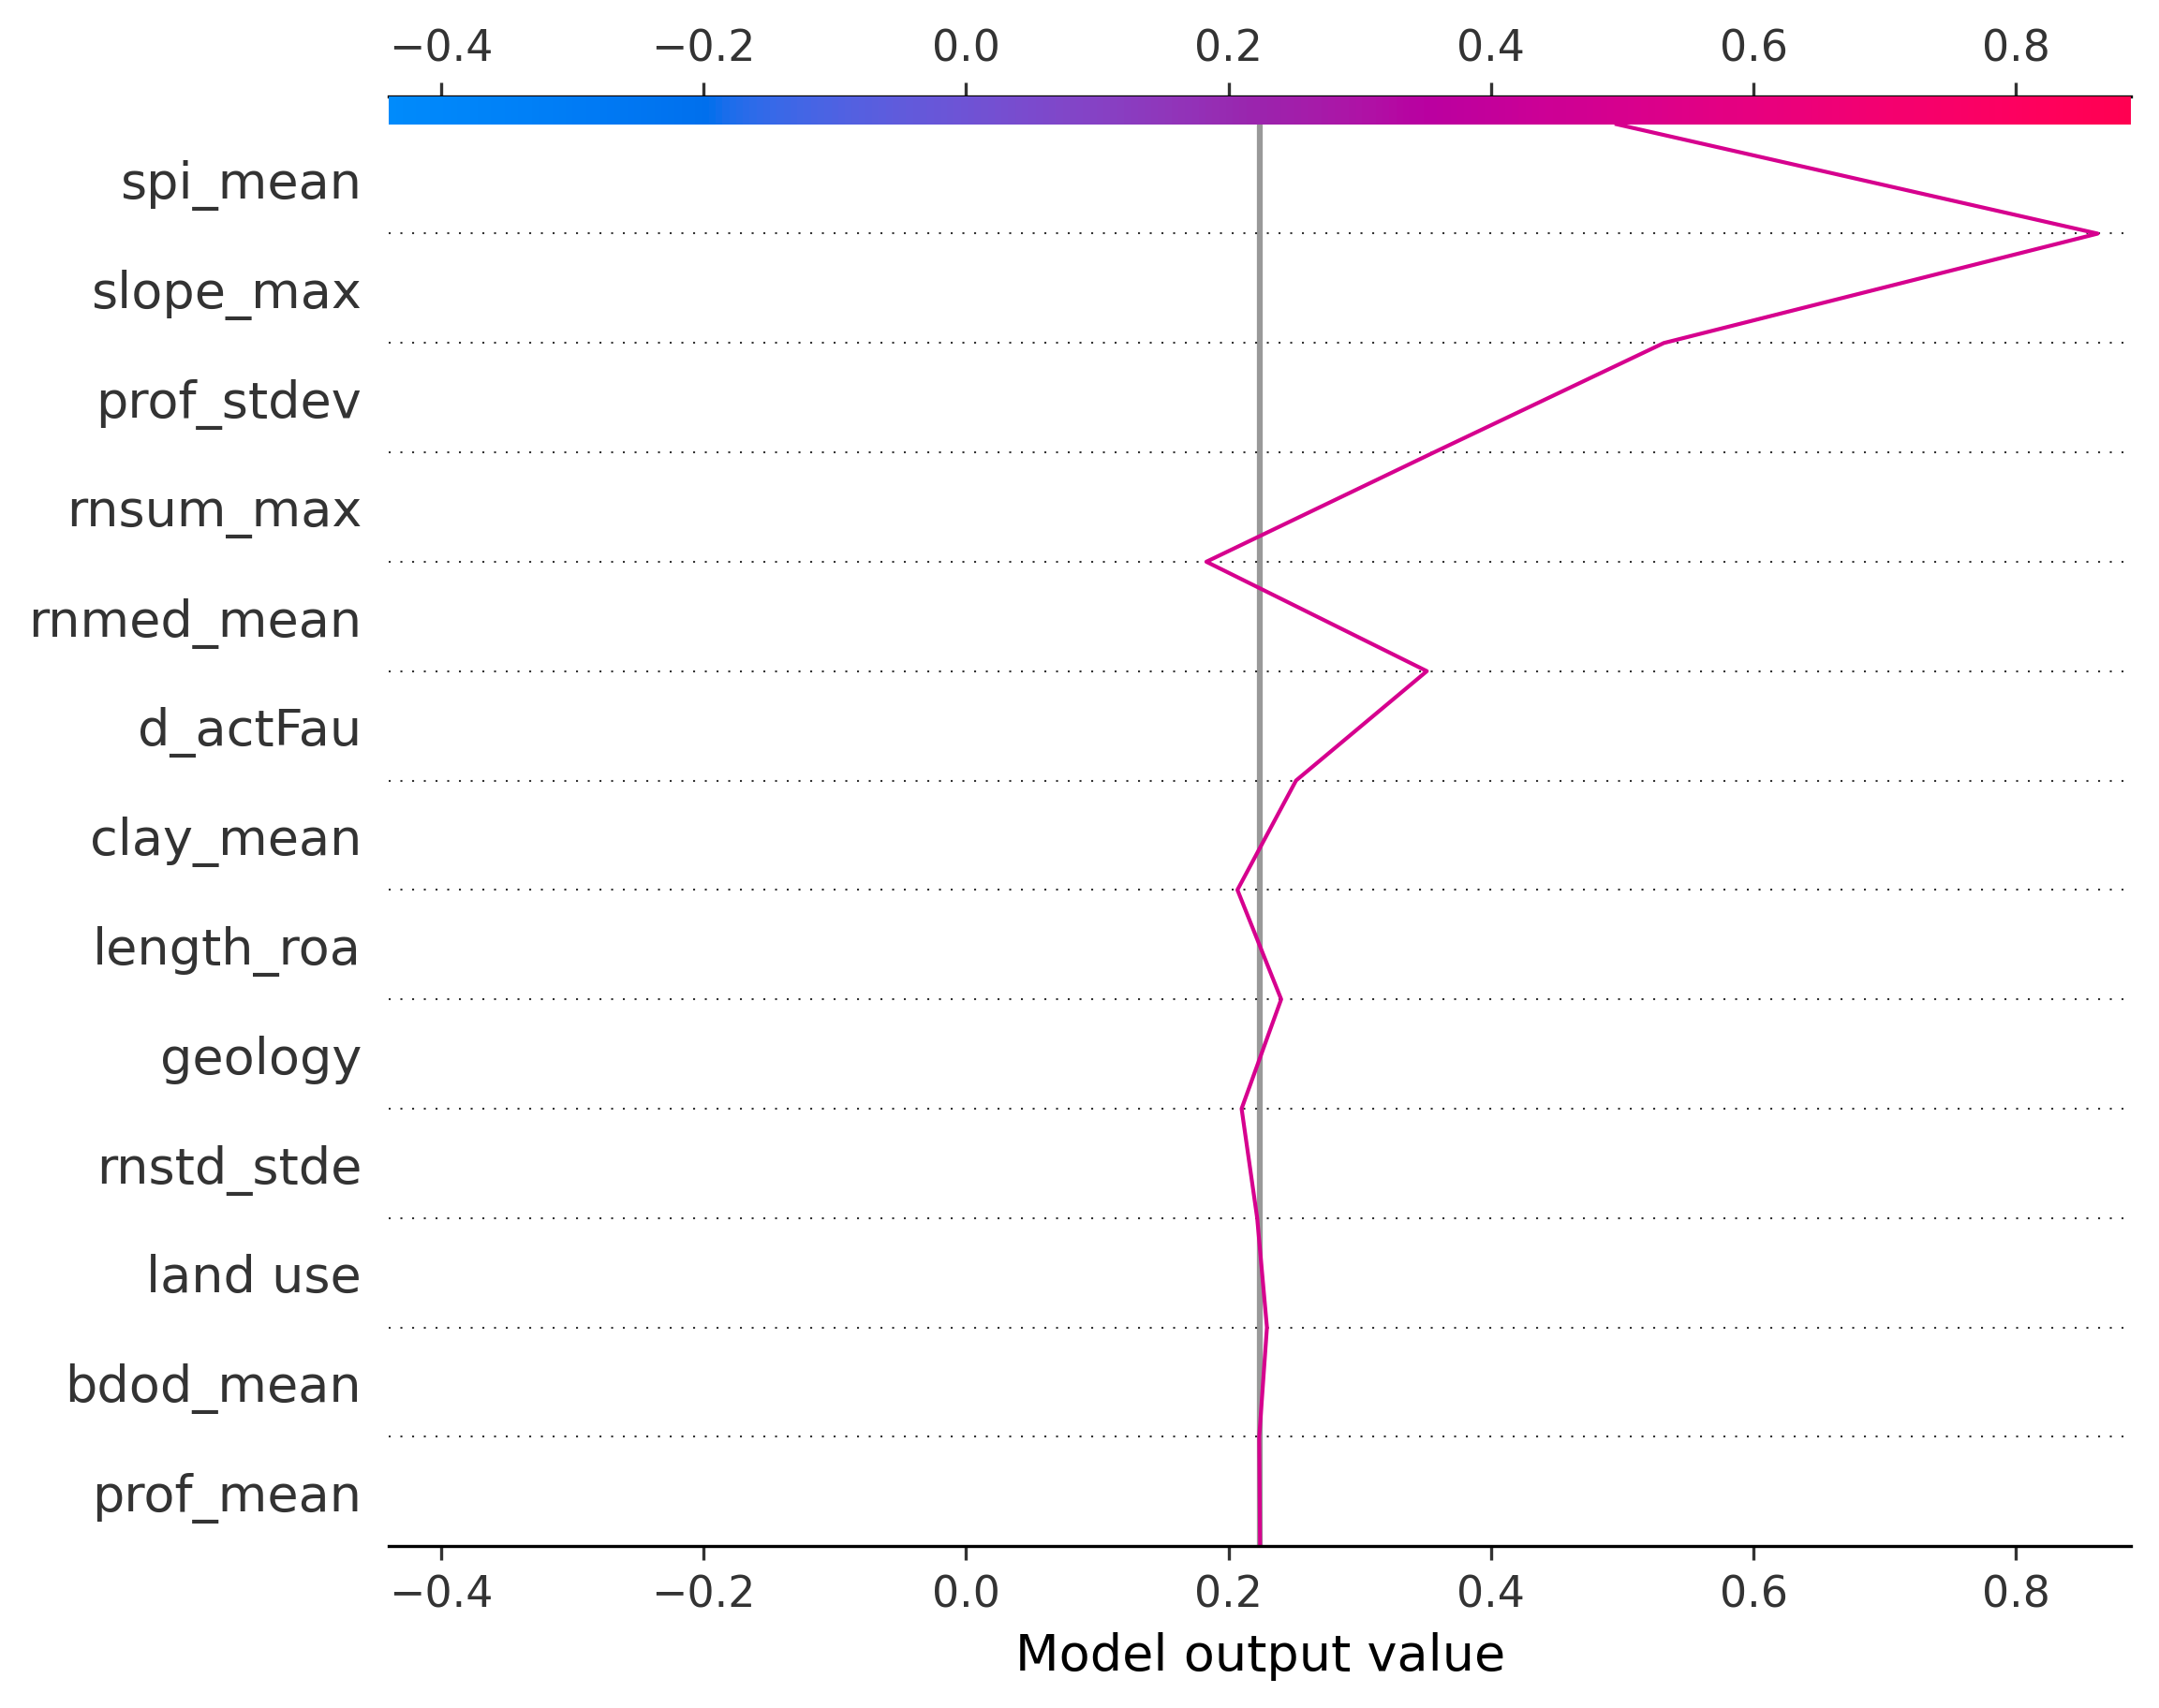 −0.4 −0.2 0.0 0.2 0.4 0.6 0.8
spi_mean
slope_max
prof_stdev
rnsum_max
rnmed_mean
d_actFau
clay_mean
length_roa
geology
rnstd_stde
land use
bdod_mean
prof_mean
−0.4 −0.2 0.0 0.2 0.4 0.6 0.8
Model output value